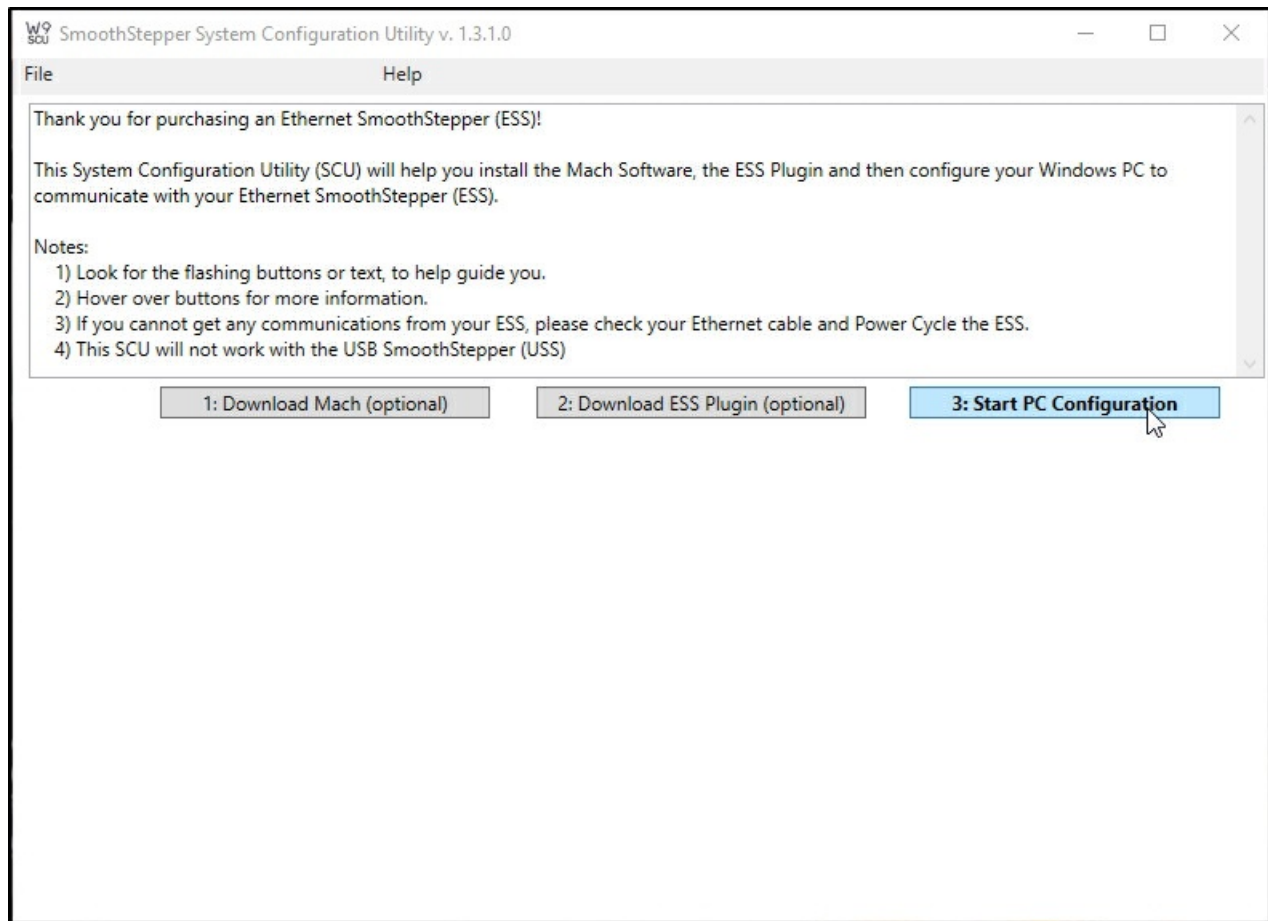 W9
SCU
SmoothStepper System Configuration Utility v. 1.3.1.0
File Help
Thank you for purchasing an Ethernet SmoothStepper (ESS)!
This System Configuration Utility (SCU) will help you install the Mach Software, the ESS Plugin and then configure your Windows PC to
communicate with your Ethernet SmoothStepper (ESS).
Notes:
1) Look for the flashing buttons or text, to help guide you.
2) Hover over buttons for more information.
3) If you cannot get any communications from your ESS, please check your Ethernet cable and Power Cycle the ESS.
4) This SCU will not work with the USB SmoothStepper (USS)
1: Download Mach (optional) 2: Download ESS Plugin (optional) 3: Start PC Configuration